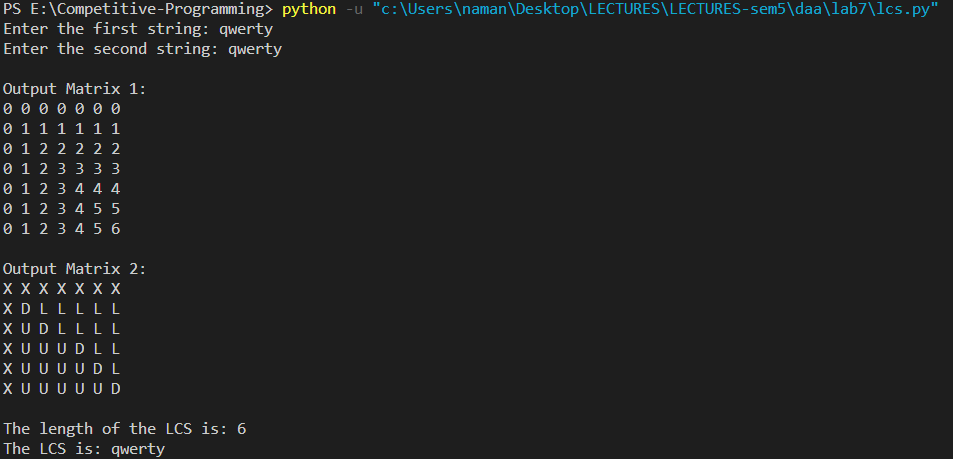 PS E:\Competitive-Programming> python -u "c:\Users\naman\Desktop\LECTURES\LECTURES-sem5\daa\lab7\lcs.py"
Enter the first string: qwerty
Enter the second string: qwerty
Output Matrix 1:
0 0 0 0 0 0 0
0 1 1 1 1 1 1
0 1 2 2 2 2 2
0 1 2 3 3 3 3
0 1 2 3 4 4 4
0 1 2 3 4 5 5
0 1 2 3 4 5 6
Output Matrix 2:
X X X X X X X
X D L L L L L
X U D L L L L
X U U U D L L
X U U U U D L
X U U U U U D
The length of the LCS is: 6
The LCS is: qwerty